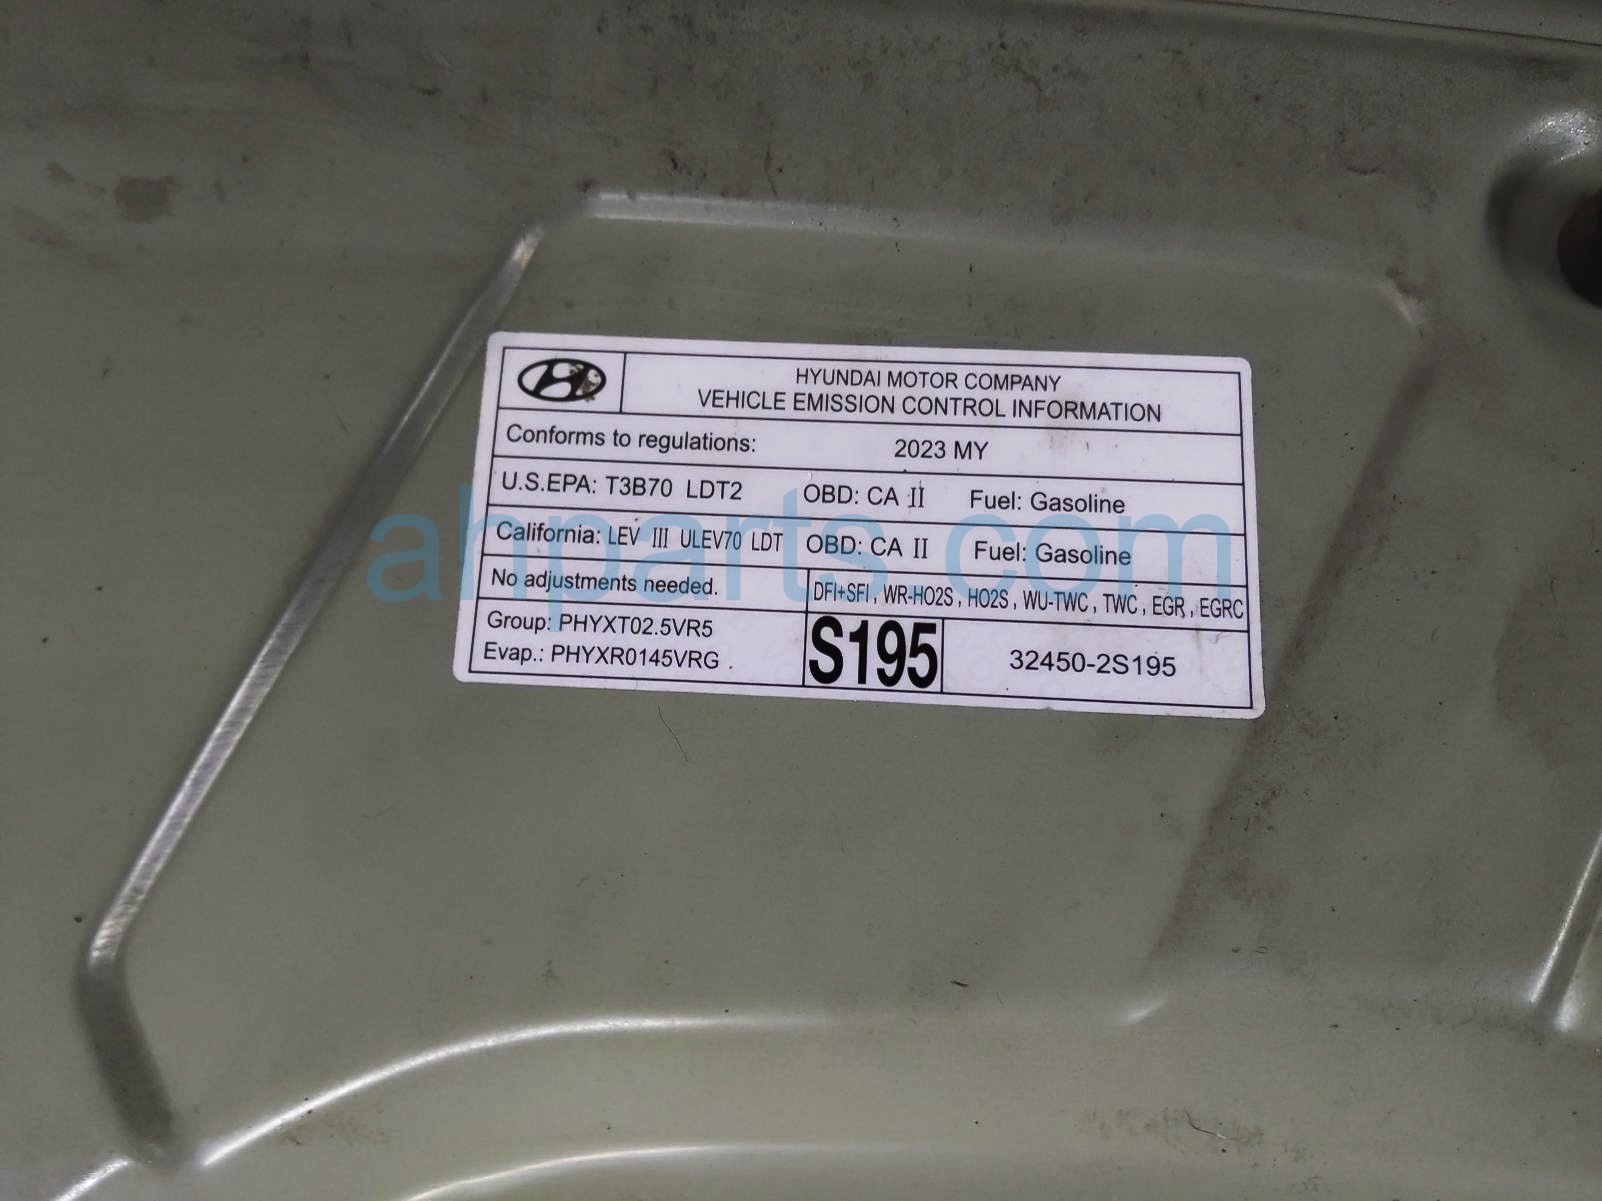 HYUNDAI MOTOR COMPANY
VEHICLE EMISSION CONTROL INFORMATION
Conforms to regulations: 2023 MY
U.S.EPA: T3B70 LDT2 OBD: CA II Fuel: Gasoline
California: LEV III ULEV70 LDT OBD: CA II Fuel: Gasoline
No adjustments needed. DFI+SFI, WR-HO2S, HO2S, WU-TWC, TWC, EGR, EGRC
Group: PHYXT02.5VR5
Evap.: PHYXR0145VRG .
S195
32450-2S195
ahparts.com